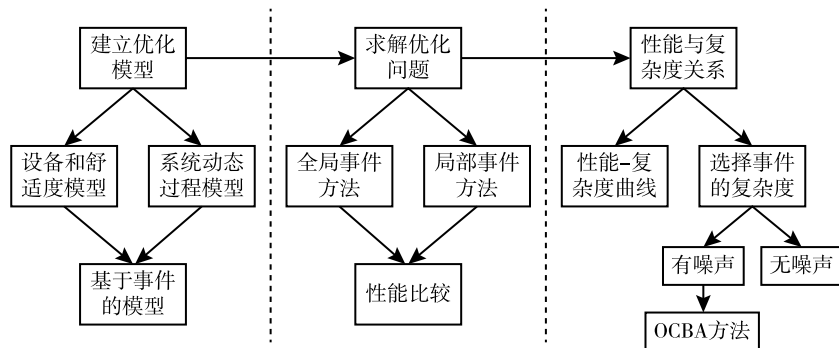 建立优化
模型
求解优化
问题
性能与复
杂度关系
设备和舒
适度模型
系统动态
过程模型
全局事件
方法
局部事件
方法
性能-复
杂度曲线
选择事件
的复杂度
基于事件
的模型
性能比较
有噪声
无噪声
OCBA方法